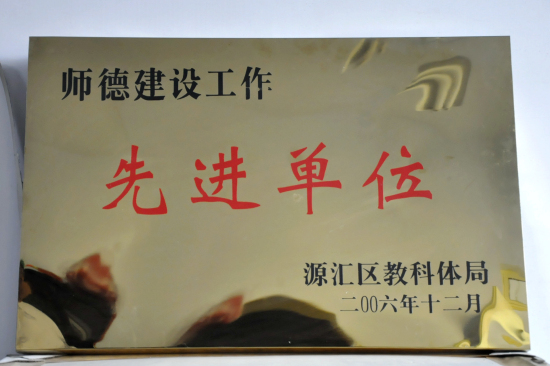 师德建设工作
先进单位
源汇区教科体局
二00六年十二月